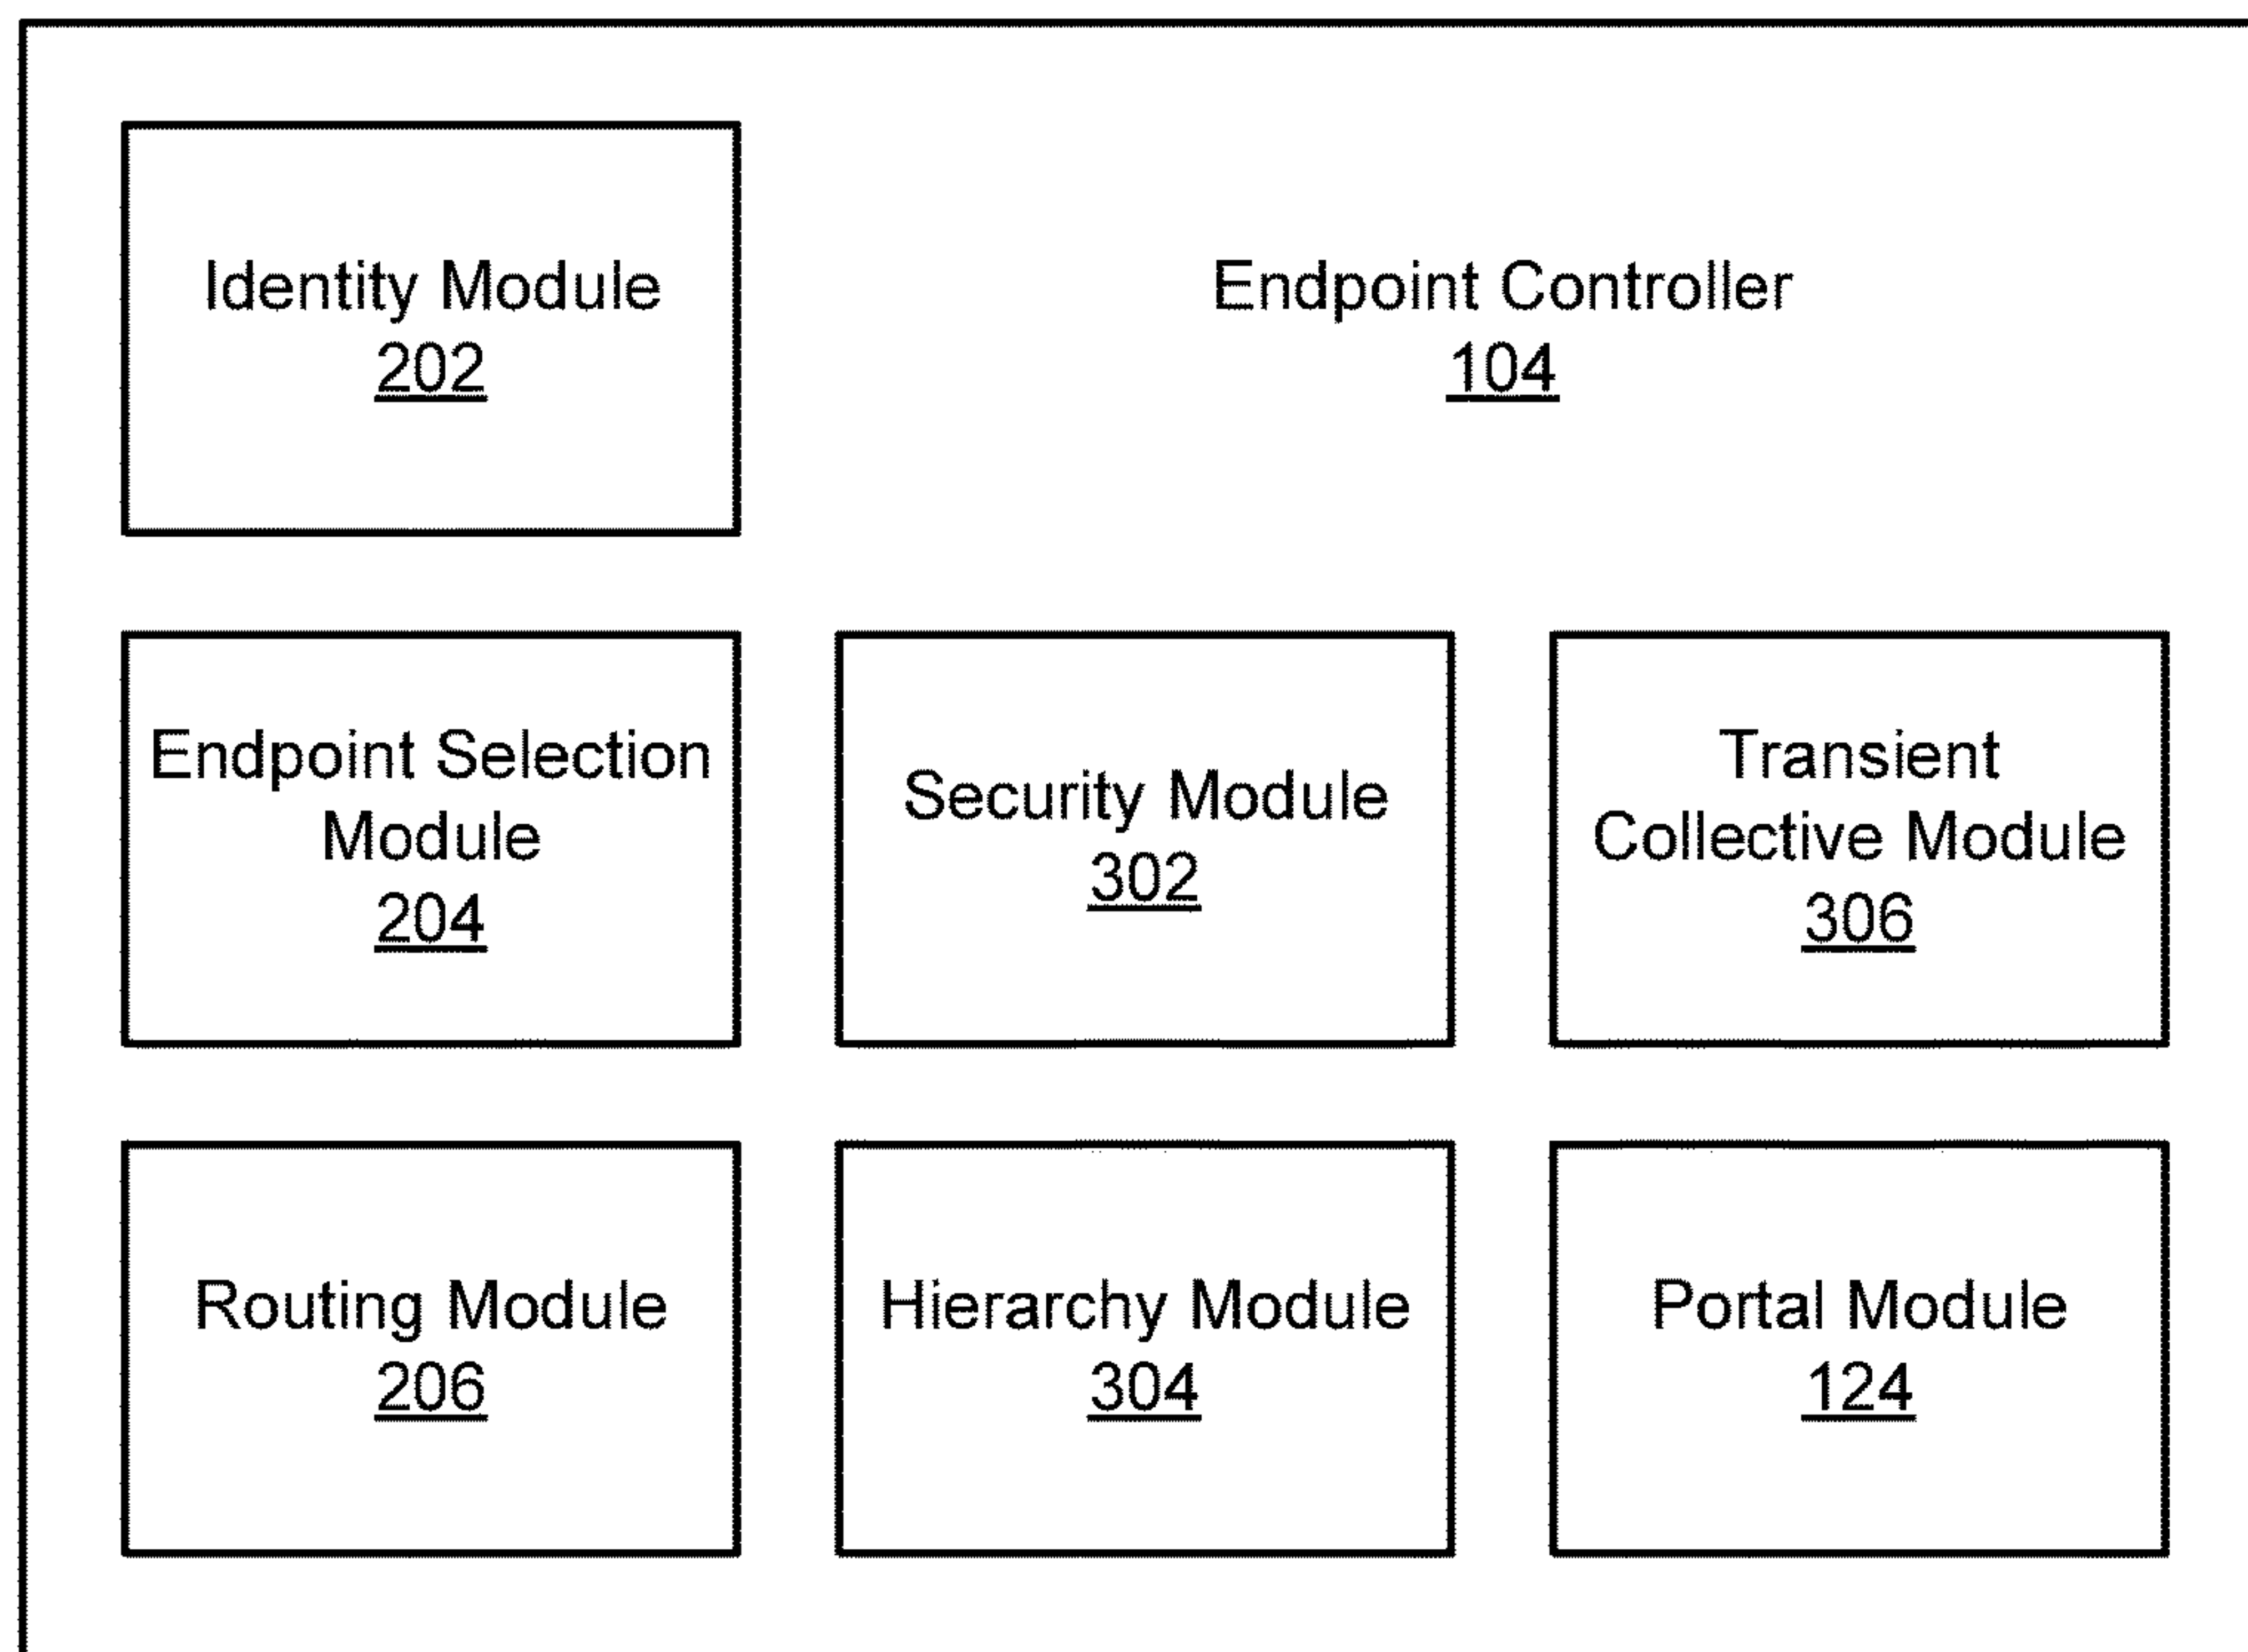 Identity Module
202
Endpoint Controller
104
Endpoint Selection
Module
204
Security Module
302
Transient
Collective Module
306
Routing Module
206
Hierarchy Module
304
Portal Module
124